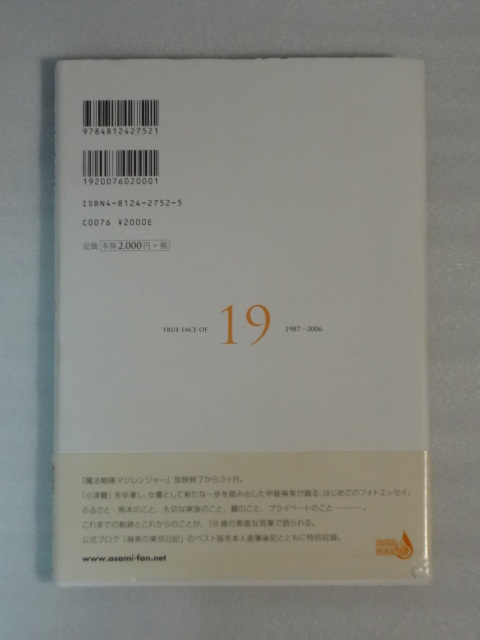 9784812427521
1920076020001
ISBN4-8124-2752-5
C0076 ¥2000E
定価 本体2,000円+税
TRUE FACE OF 19 1987-2006
『魔法戦隊マジレンジャー』放映終了から3ヶ月。
「小津麗」を卒業し、女優として新たな一歩を踏み出した甲斐麻美が綴る、はじめてのフォトエッセイ。
ふるさと―熊本のこと、大切な家族のこと、麗のこと、プライベートのこと―――。
これまでの軌跡とこれからのことが、19歳の素直な言葉で語られる。
公式ブログ「麻美の東京日記」のベスト版を本人直筆後記とともに特別収録。
www.asami-fan.net